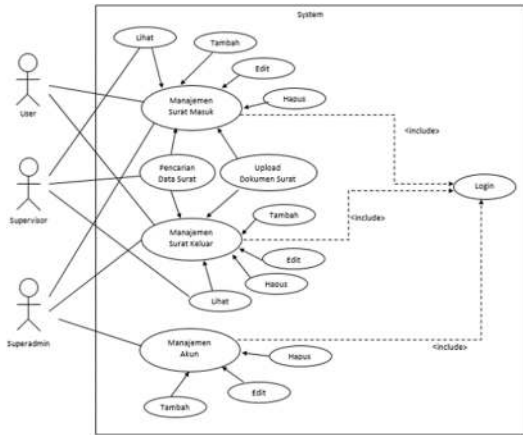 System
Lihat
Tambah
Edit
Hapus
User
Manajemen
Surat Masuk
<include>
Pencarian
Data Surat
Upload
Dokumen Surat
Login
Supervisor
Tambah
<include>
Manajemen
Surat Keluar
Edit
Hapus
Lihat
Superadmin
Manajemen
Akun
Hapus
<include>
Edit
Tambah